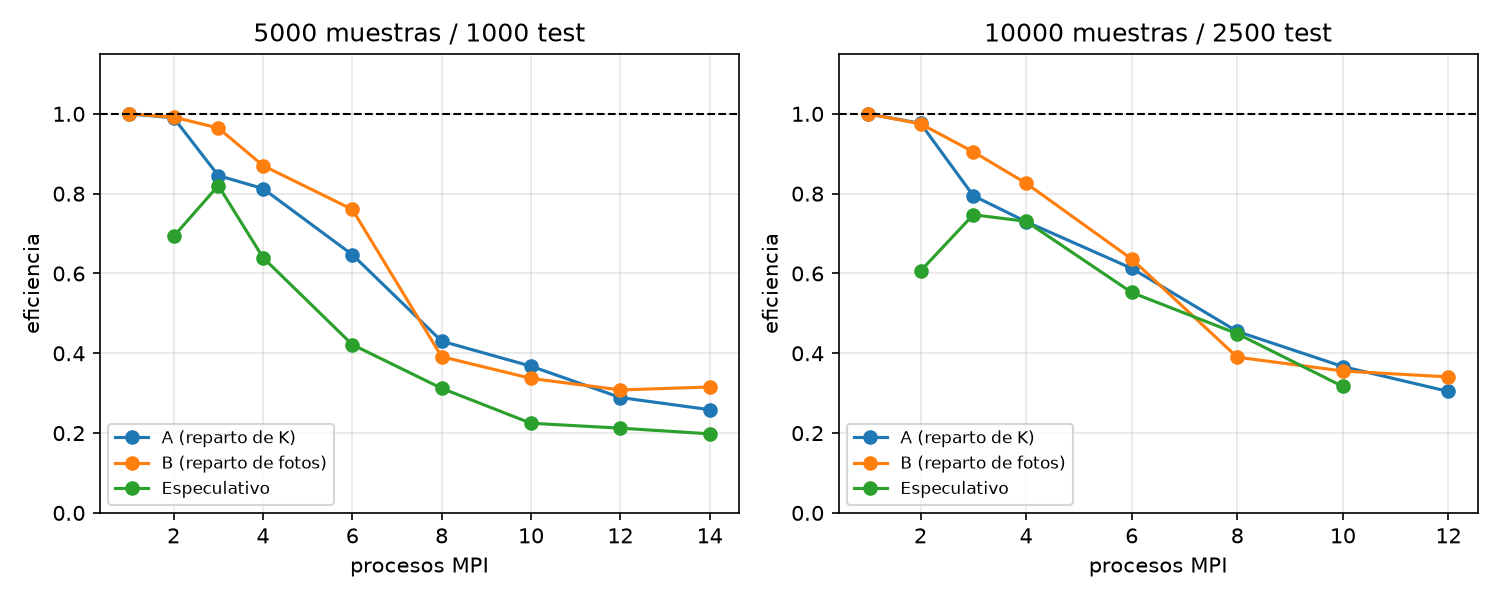 5000 muestras / 1000 test
eficiencia
1.0
0.8
0.6
0.4
0.2
0.0
A (reparto de K)
B (reparto de fotos)
Especulativo
2 4 6 8 10 12 14
procesos MPI
10000 muestras / 2500 test
eficiencia
1.0
0.8
0.6
0.4
0.2
0.0
A (reparto de K)
B (reparto de fotos)
Especulativo
2 4 6 8 10 12
procesos MPI